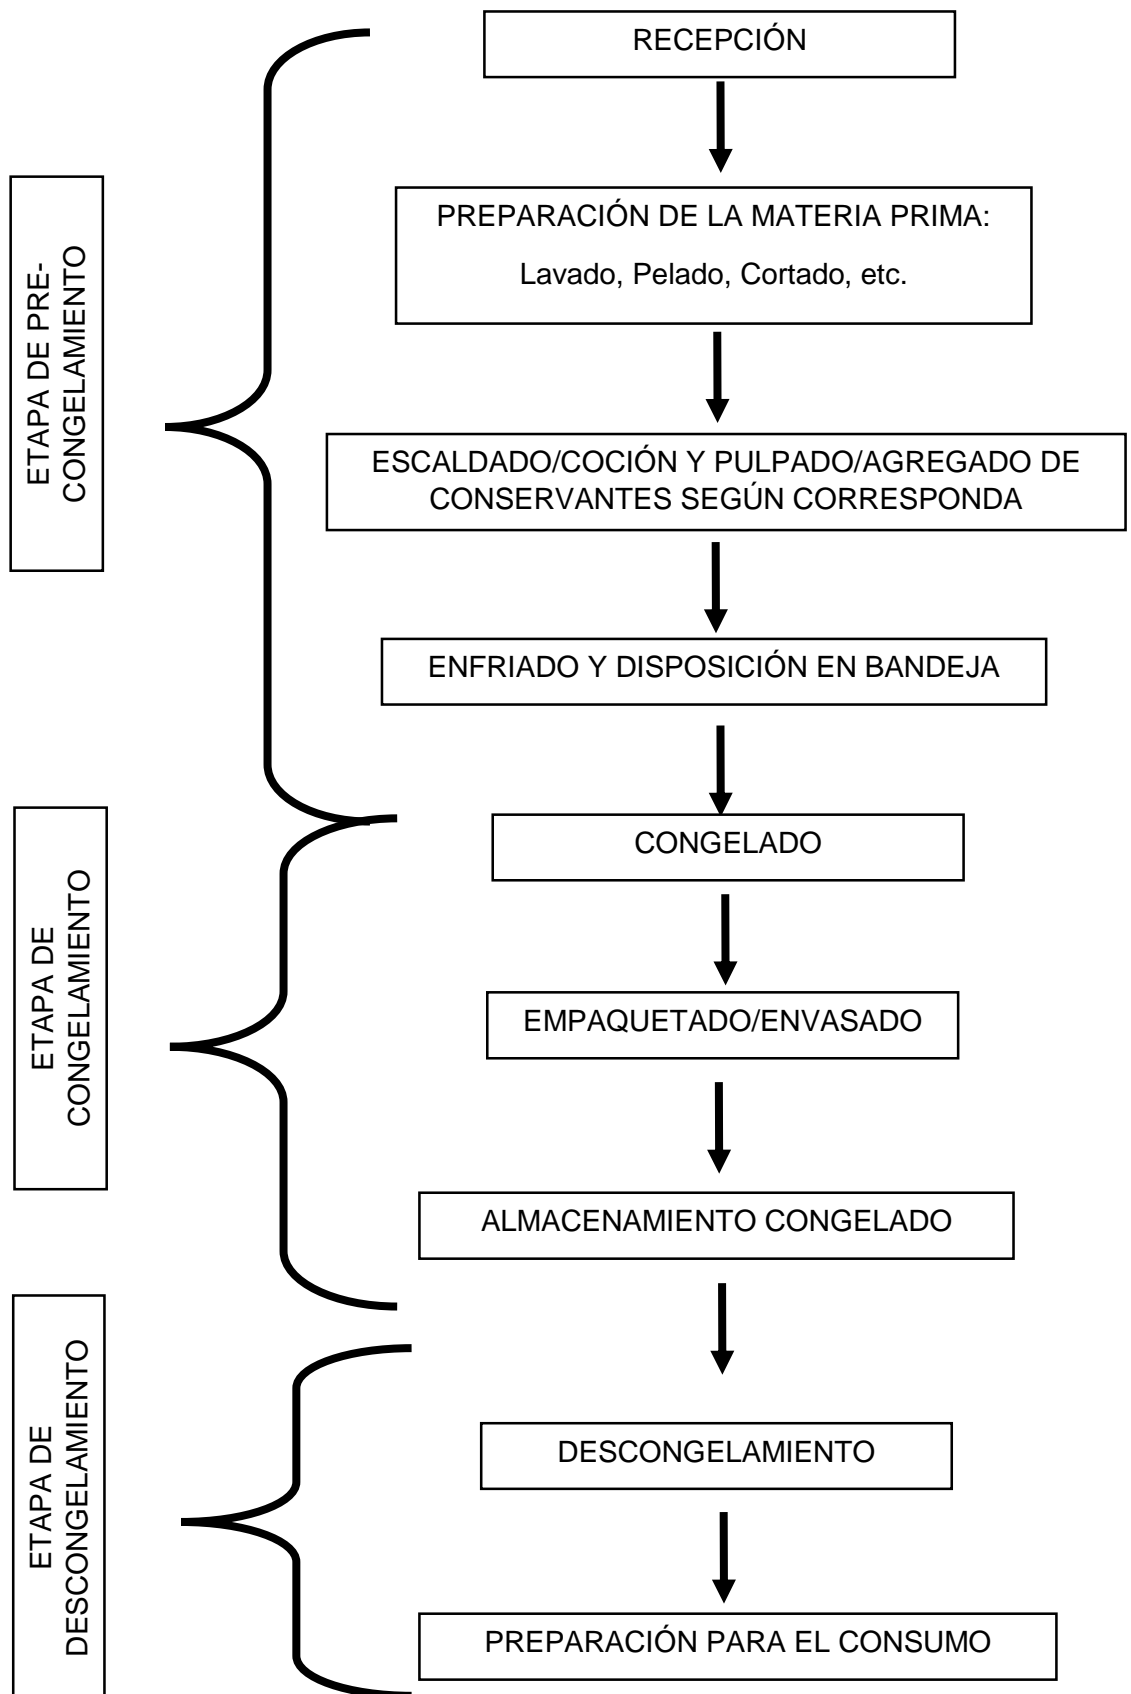 RECEPCIÓN
PREPARACIÓN DE LA MATERIA PRIMA:
Lavado, Pelado, Cortado, etc.
ESCALDADO/COCIÓN Y PULPADO/AGREGADO DE
CONSERVANTES SEGÚN CORRESPONDA
ENFRIADO Y DISPOSICIÓN EN BANDEJA
ETAPA DE PRE-
CONGELAMIENTO
CONGELADO
EMPAQUETADO/ENVASADO
ALMACENAMIENTO CONGELADO
ETAPA DE
CONGELAMIENTO
DESCONGELAMIENTO
PREPARACIÓN PARA EL CONSUMO
ETAPA DE
DESCONGELAMIENTO